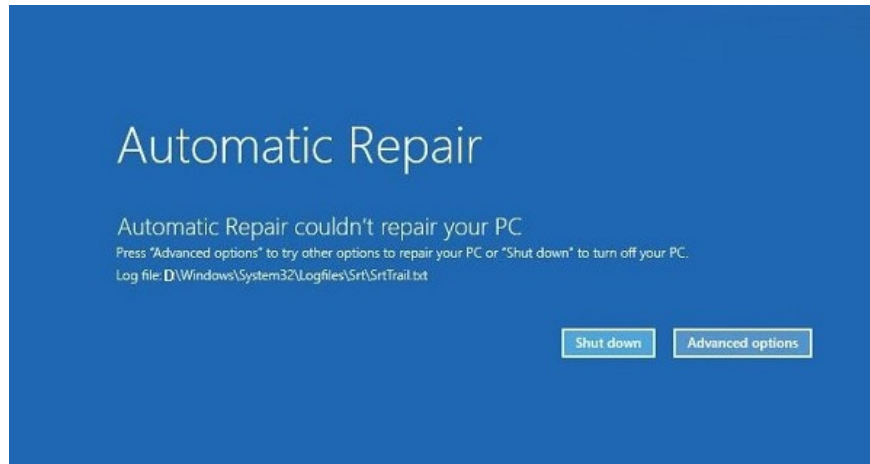 Automatic Repair
Automatic Repair couldn't repair your PC
Press "Advanced options" to try other options to repair your PC or "Shut down" to turn off your PC.
Log file: D\Windows\System32\Logfiles\Srt\SrtTrail.txt
Shut down
Advanced options